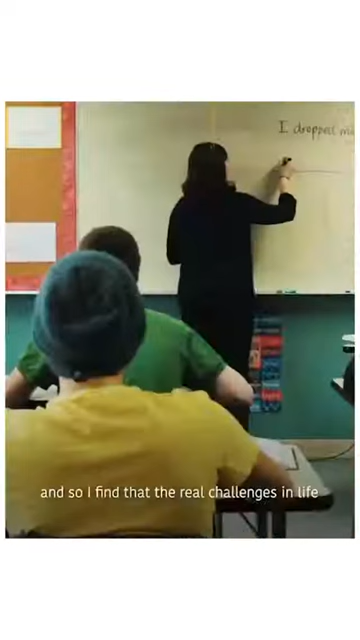 I dropped
and so i find that the real challenges in life